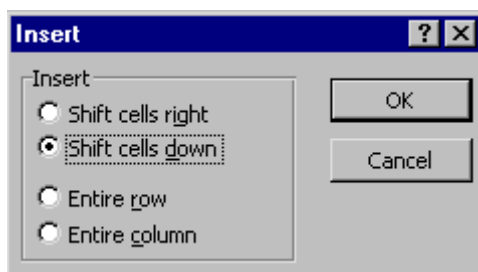 Insert
Insert
Shift cells right
OK
Shift cells down
Cancel
Entire row
Entire column